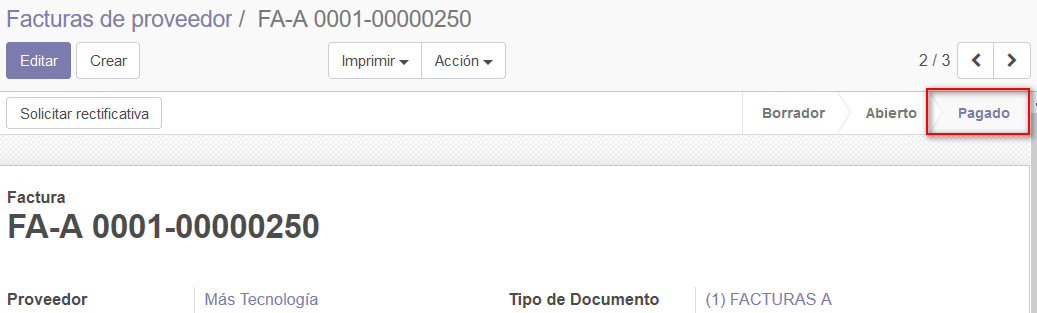 Facturas de proveedor / FA-A 0001-00000250
Editar Crear Imprimir Acción 2 / 3
Solicitar rectificativa Borrador Abierto Pagado
Factura
FA-A 0001-00000250
Proveedor Más Tecnología Tipo de Documento (1) FACTURAS A